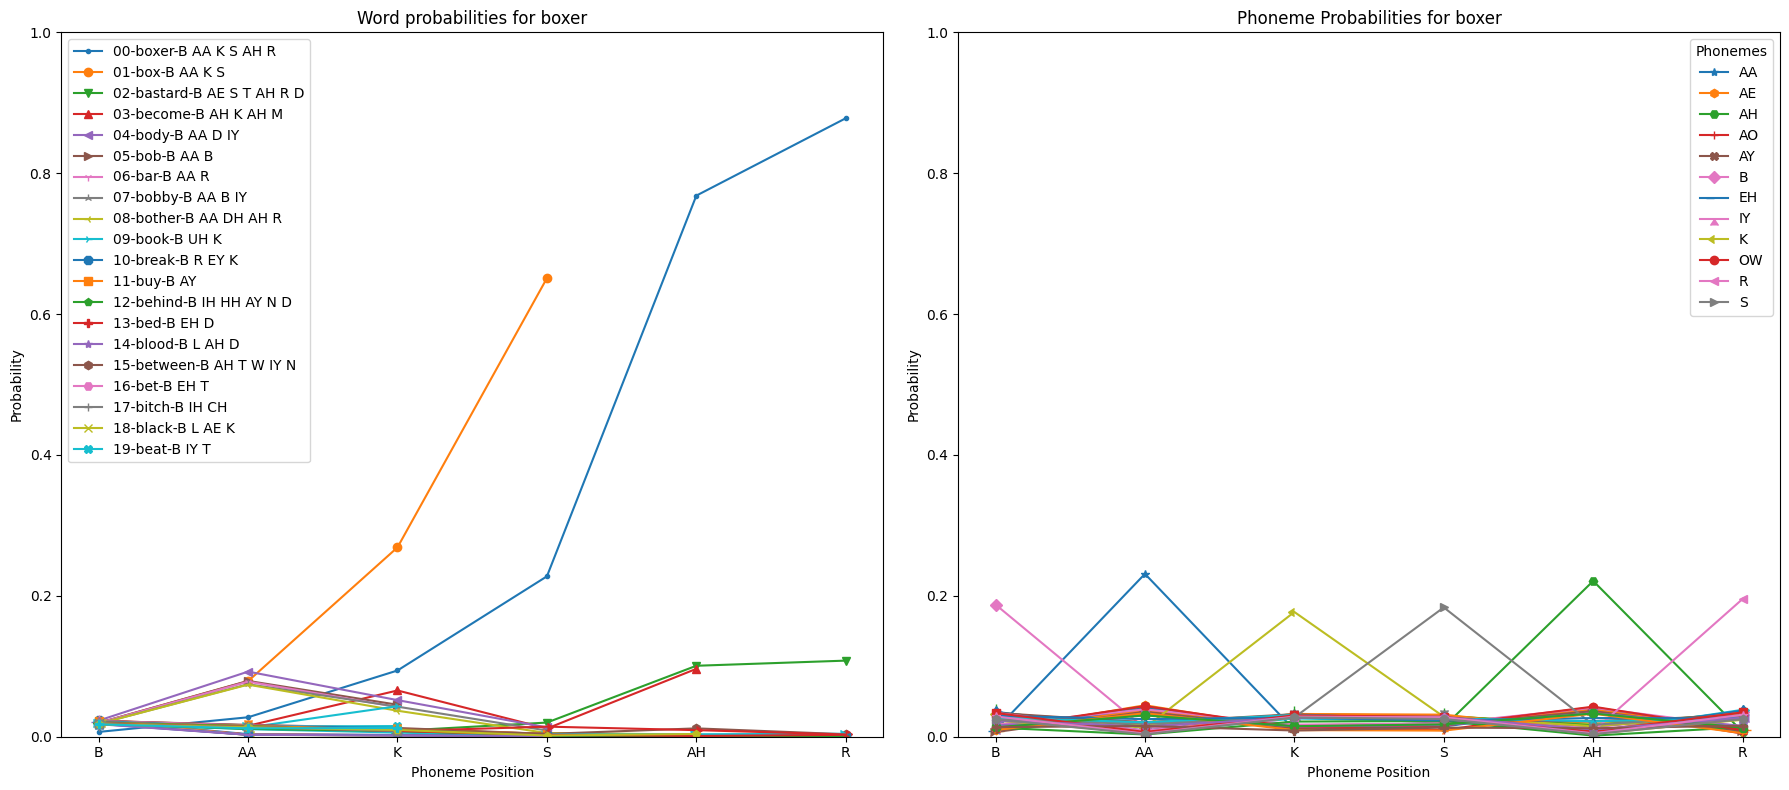 Word probabilities for boxer
1.0
0.8
0.6
0.4
0.2
0.0
Probability
00-boxer-B AA K S AH R
01-box-B AA K S
02-bastard-B AE S T AH R D
03-become-B AH K AH M
04-body-B AA D IY
05-bob-B AA B
06-bar-B AA R
07-bobby-B AA B IY
08-bother-B AA DH AH R
09-book-B UH K
10-break-B R EY K
11-buy-B AY
12-behind-B IH HH AY N D
13-bed-B EH D
14-blood-B L AH D
15-between-B AH T W IY N
16-bet-B EH T
17-bitch-B IH CH
18-black-B L AE K
19-beat-B IY T
B AA K S AH R
Phoneme Position
Phoneme Probabilities for boxer
1.0
0.8
0.6
0.4
0.2
0.0
Probability
Phonemes
AA
AE
AH
AO
AY
B
EH
IY
K
OW
R
S
B AA K S AH R
Phoneme Position